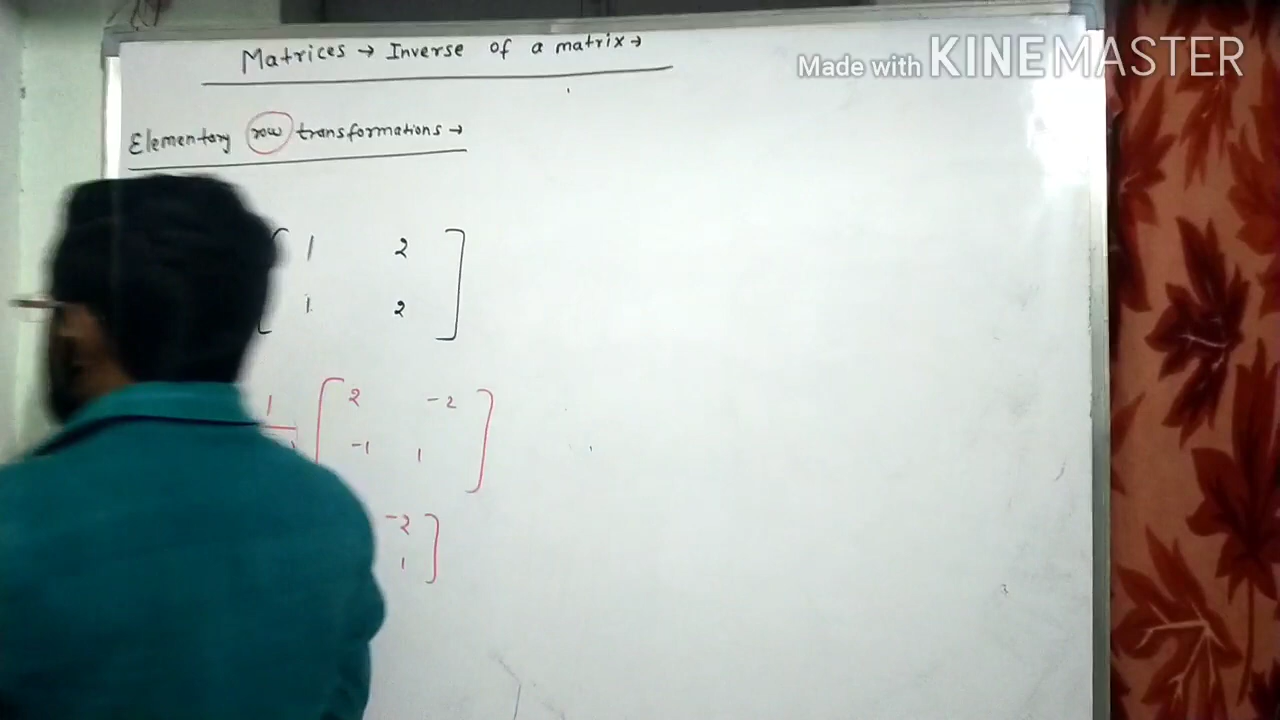 Matrices → Inverse of a matrix →
Made with KINEMASTER
Elementary row transformations →
[ 1 2 ]
[ 1 2 ]
1 [ 2 -2 ]
-1 1
-2 ]
1